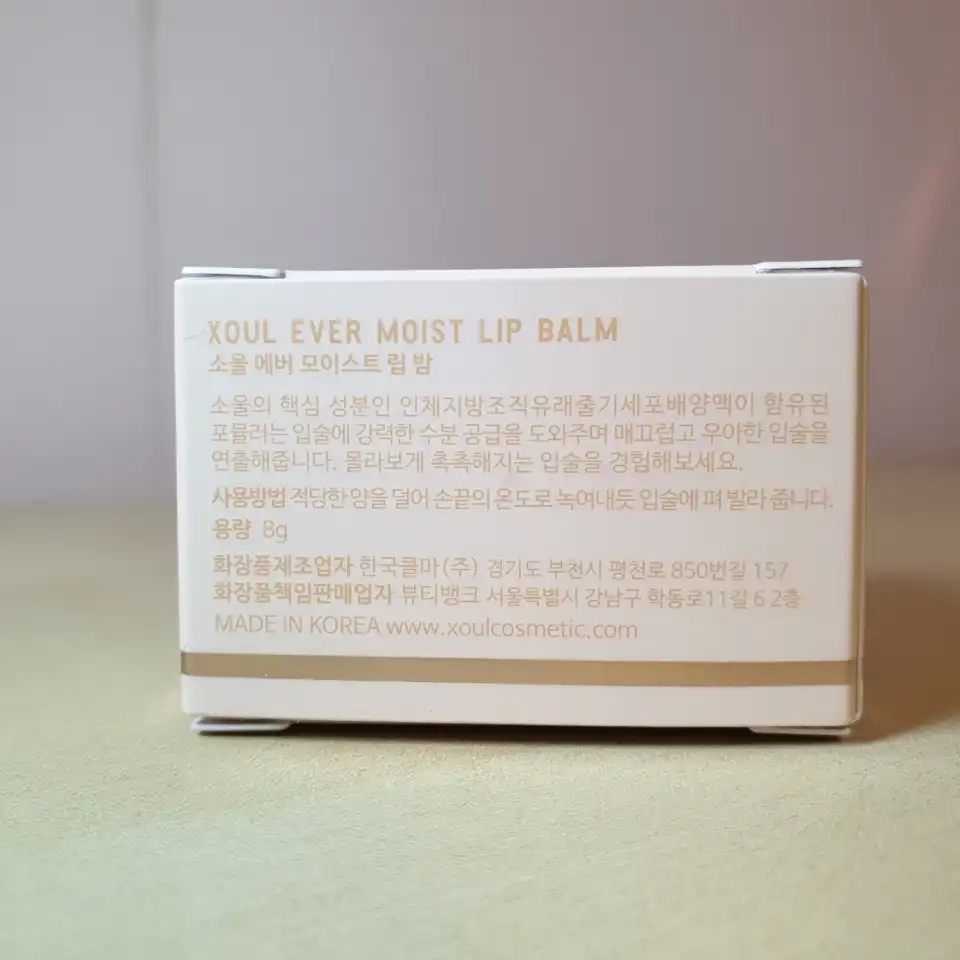 XOUL EVER MOIST LIP BALM
소울 에버 모이스트 립 밤
소울의 핵심 성분인 인체지방조직유래줄기세포배양액이 함유된
포뮬러는 입술에 강력한 수분 공급을 도와주며 매끄럽고 우아한 입술을
연출해줍니다. 몰라보게 촉촉해지는 입술을 경험해보세요.
사용방법 적당한 양을 덜어 손끝의 온도로 녹여내듯 입술에 펴 발라 줍니다.
용량 8g
화장품제조업자 한국콜마(주) 경기도 부천시 평천로 850번길 157
화장품책임판매업자 뷰티뱅크 서울특별시 강남구 학동로11길 6 2층
MADE IN KOREA www.xoulcosmetic.com